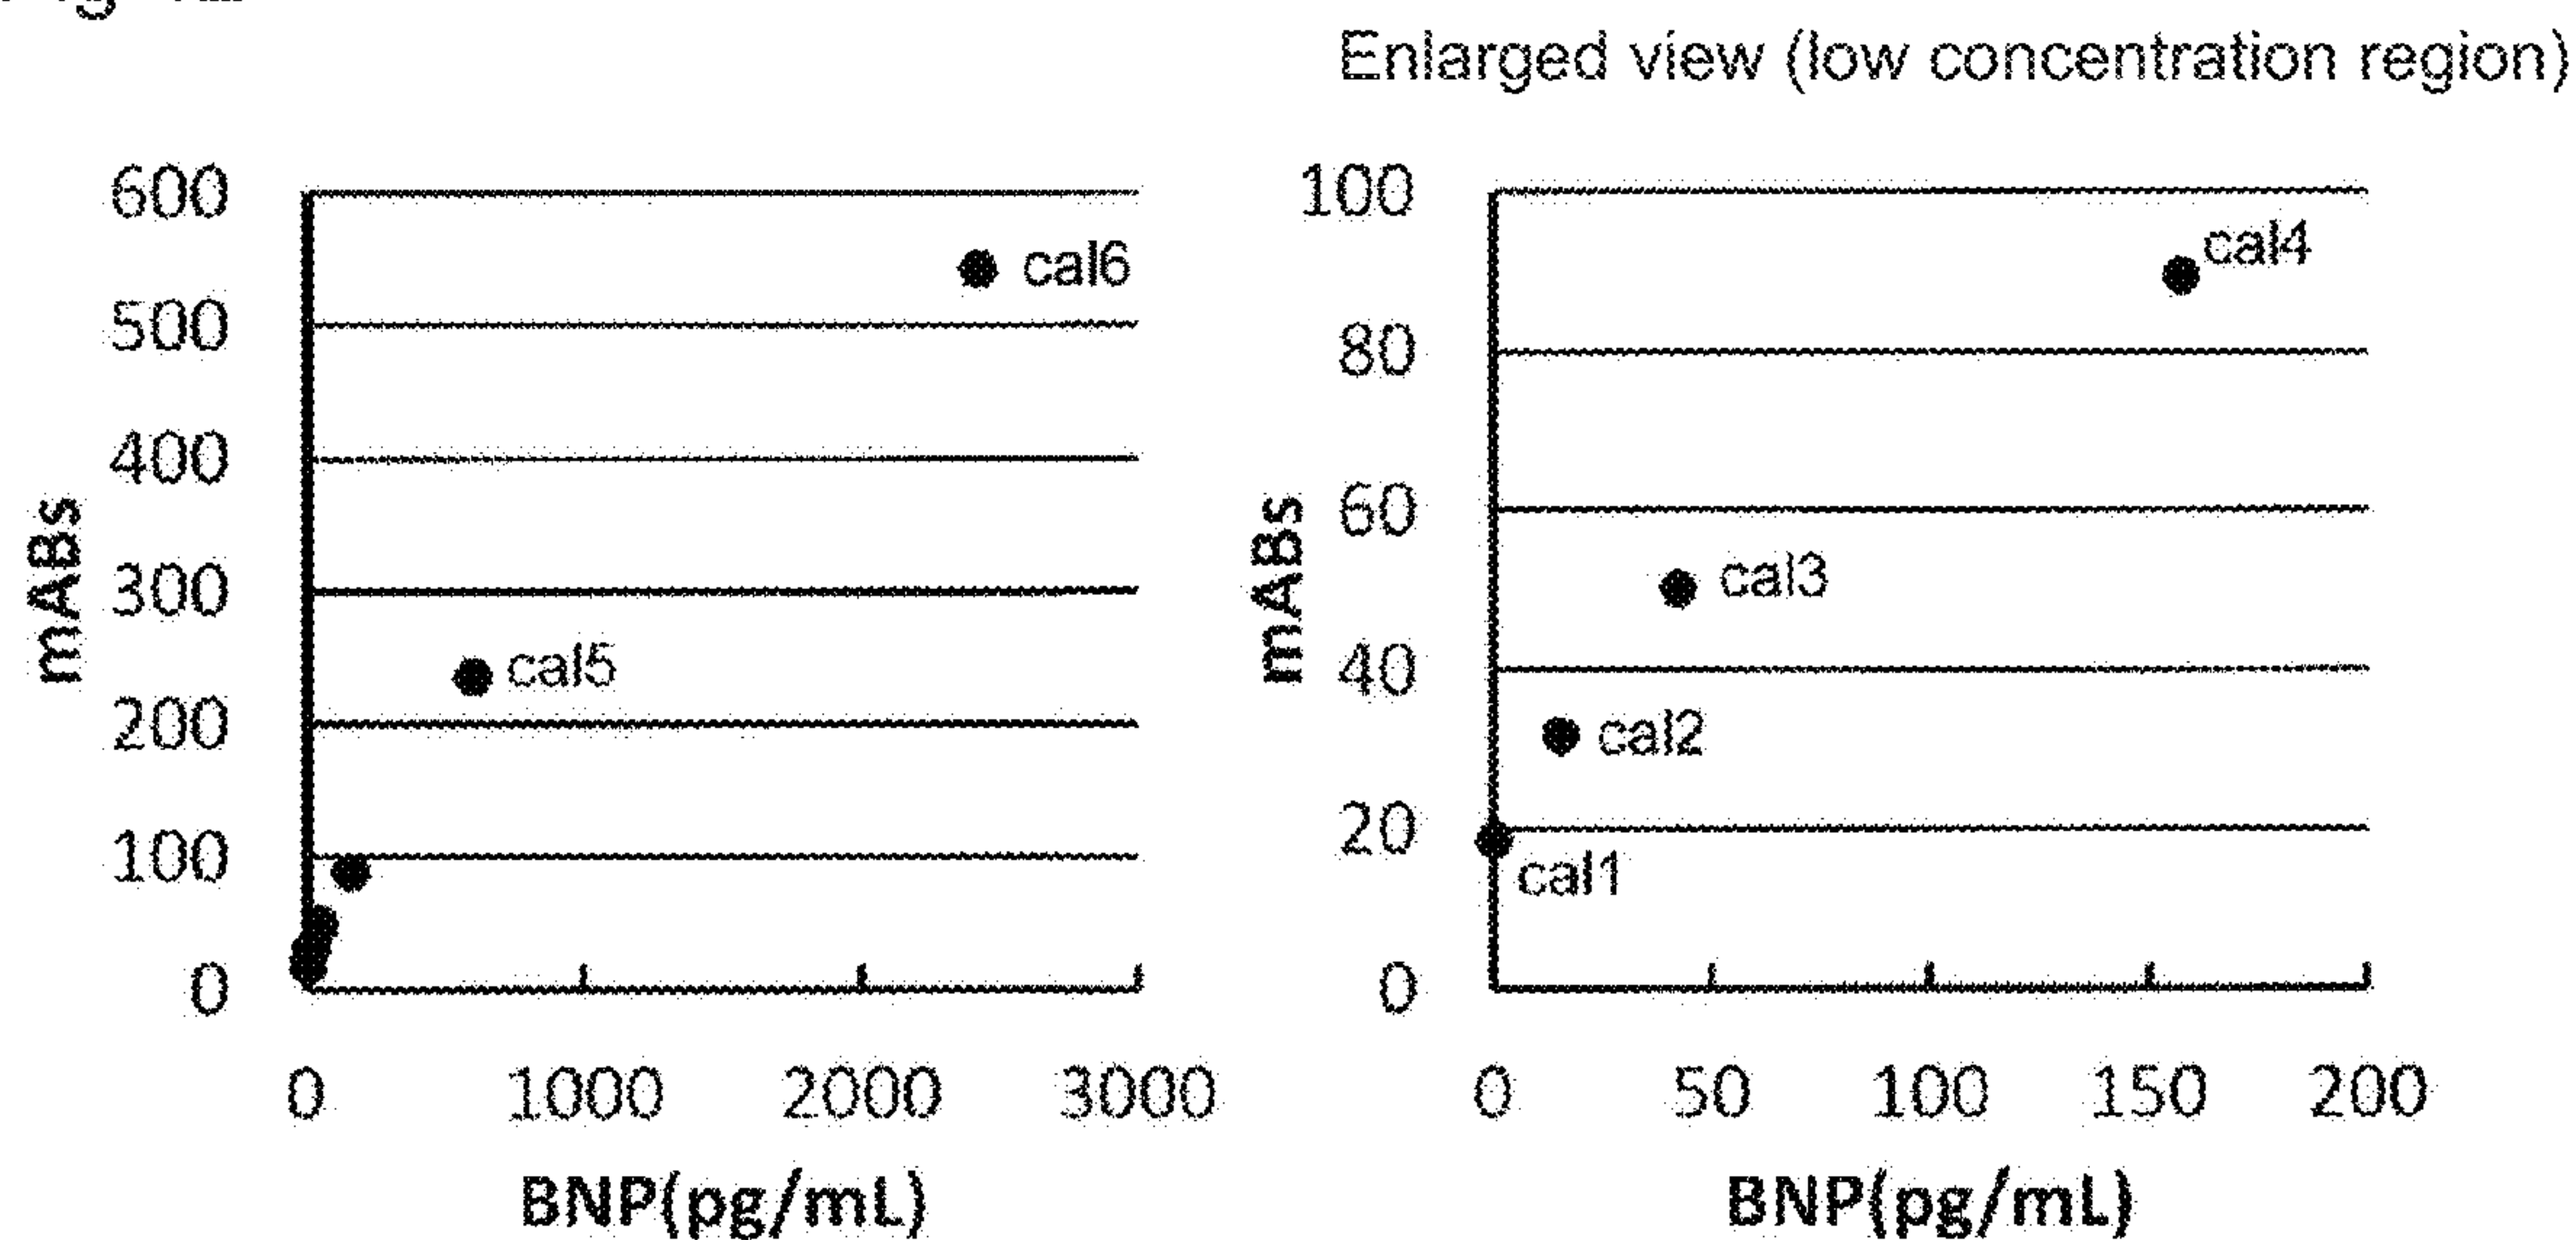 Enlarged view (low concentration region)
600
500
400
300
200
100
0
mABs
cal6
cal5
0 1000 2000 3000
BNP(pg/mL)
100
80
60
40
20
0
mABs
cal4
cal3
cal2
cal1
0 50 100 150 200
BNP(pg/mL)